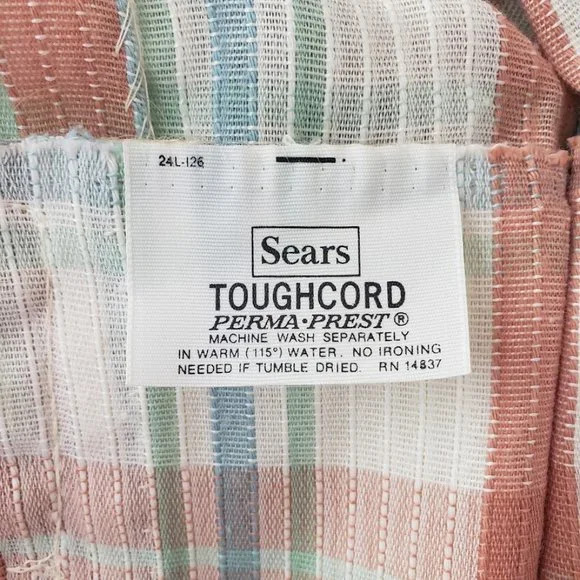 24L-126
Sears
TOUGHCORD
PERMA·PREST®
MACHINE WASH SEPARATELY
IN WARM (115°) WATER. NO IRONING
NEEDED IF TUMBLE DRIED. RN 14837